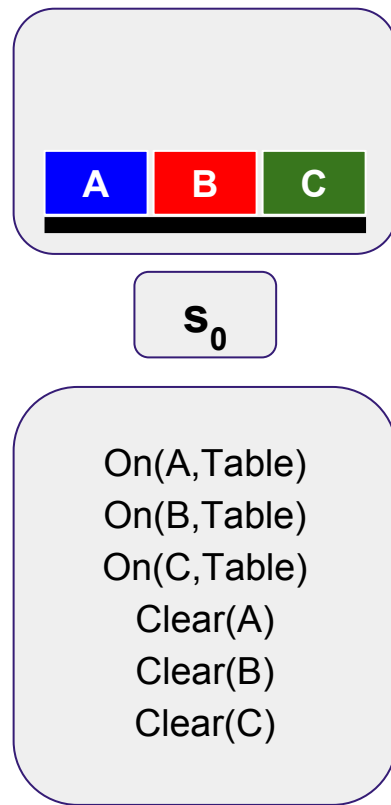 A B C
s₀
On(A,Table)
On(B,Table)
On(C,Table)
Clear(A)
Clear(B)
Clear(C)